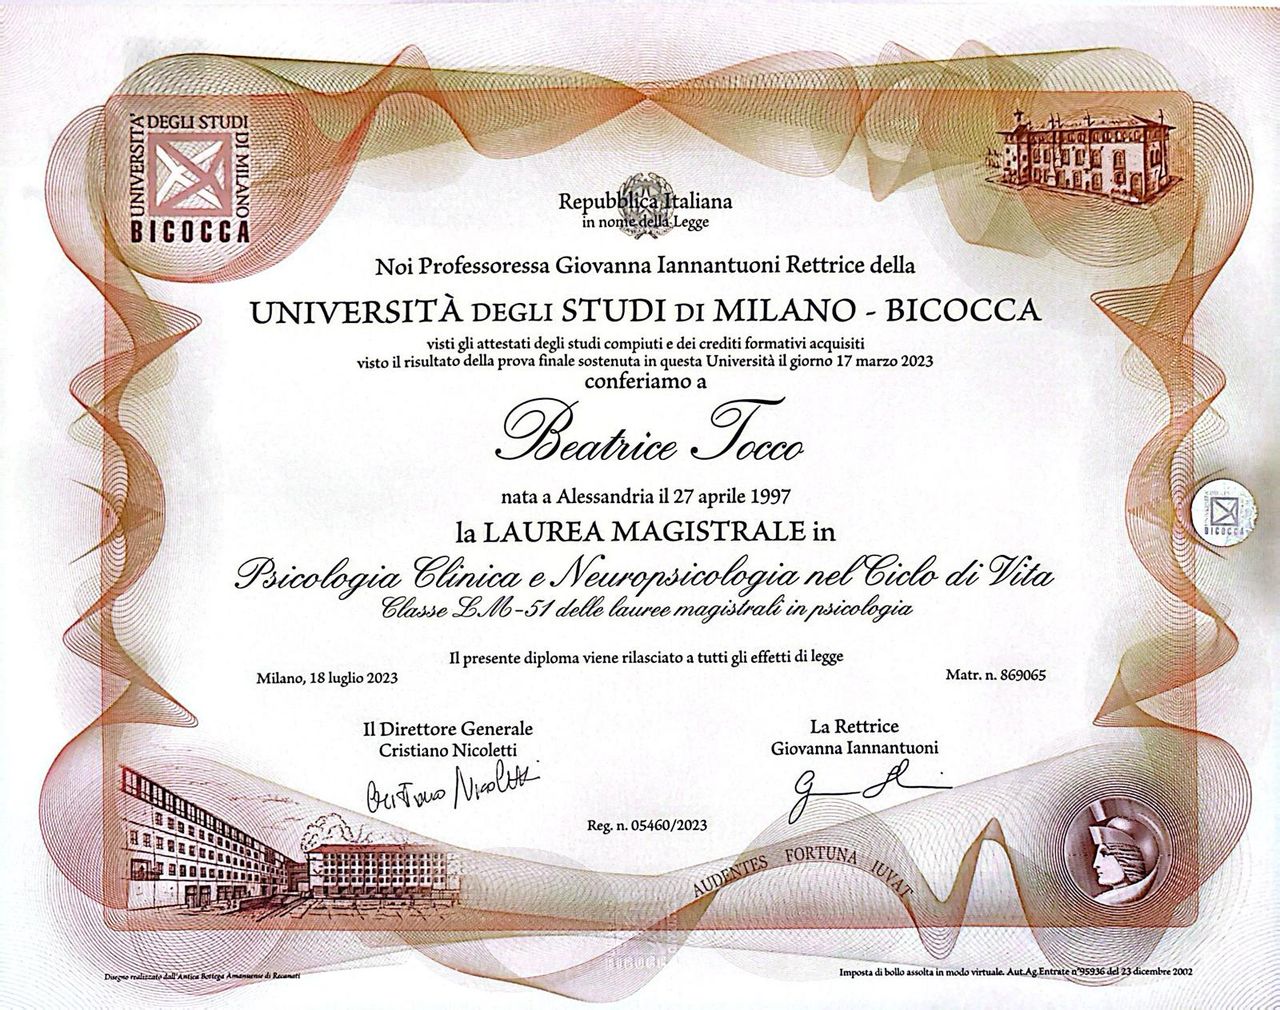 UNIVERSITÀ DEGLI STUDI DI MILANO
BICOCCA
Repubblica Italiana
in nome della Legge
Noi Professoressa Giovanna Iannantuoni Rettrice della
UNIVERSITÀ DEGLI STUDI DI MILANO - BICOCCA
visti gli attestati degli studi compiuti e dei crediti formativi acquisiti
visto il risultato della prova finale sostenuta in questa Università il giorno 17 marzo 2023
conferiamo a
Beatrice Tocco
nata a Alessandria il 27 aprile 1997
la LAUREA MAGISTRALE in
Psicologia Clinica e Neuropsicologia nel Ciclo di Vita
Classe LM-51 delle lauree magistrali in psicologia
Il presente diploma viene rilasciato a tutti gli effetti di legge
Milano, 18 luglio 2023
Matr. n. 869065
Il Direttore Generale
Cristiano Nicoletti
Cristiano Nicoletti
La Rettrice
Giovanna Iannantuoni
Reg. n. 05460/2023
AUDENTES FORTUNA IUVAT
BICOCCA
Disegno realizzato dall'Antica Bottega Amanuense di Recanati
Imposta di bollo assolta in modo virtuale. Aut.Ag.Entrate n°95936 del 23 dicembre 2002